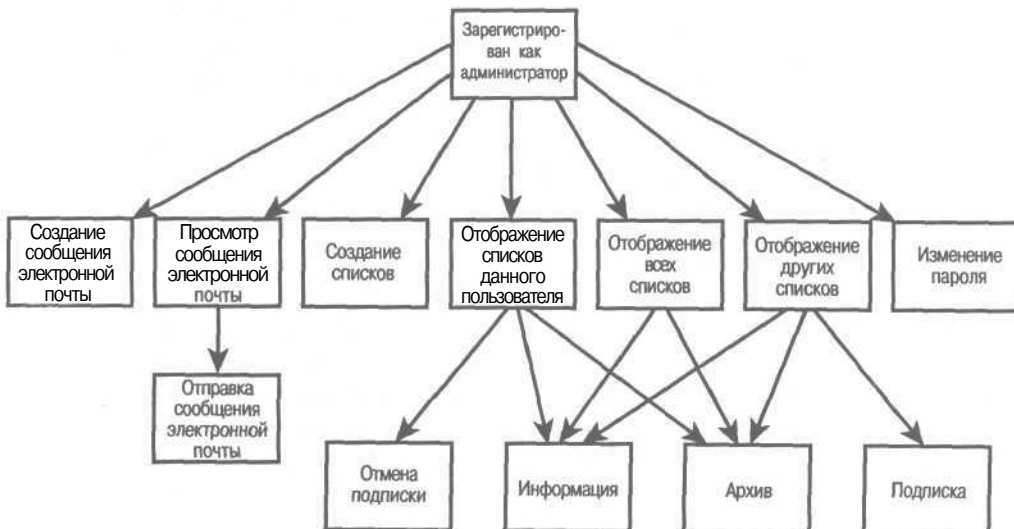 Зарегистриро-
ван как
администратор
Создание
сообщения
электронной
почты
Просмотр
сообщения
электронной
почты
Создание
списков
Отображение
списков
данного
пользователя
Отображение
всех
списков
Отображение
других
списков
Изменение
пароля
Отправка
сообщения
электронной
почты
Отмена
подписки
Информация
Архив
Подписка